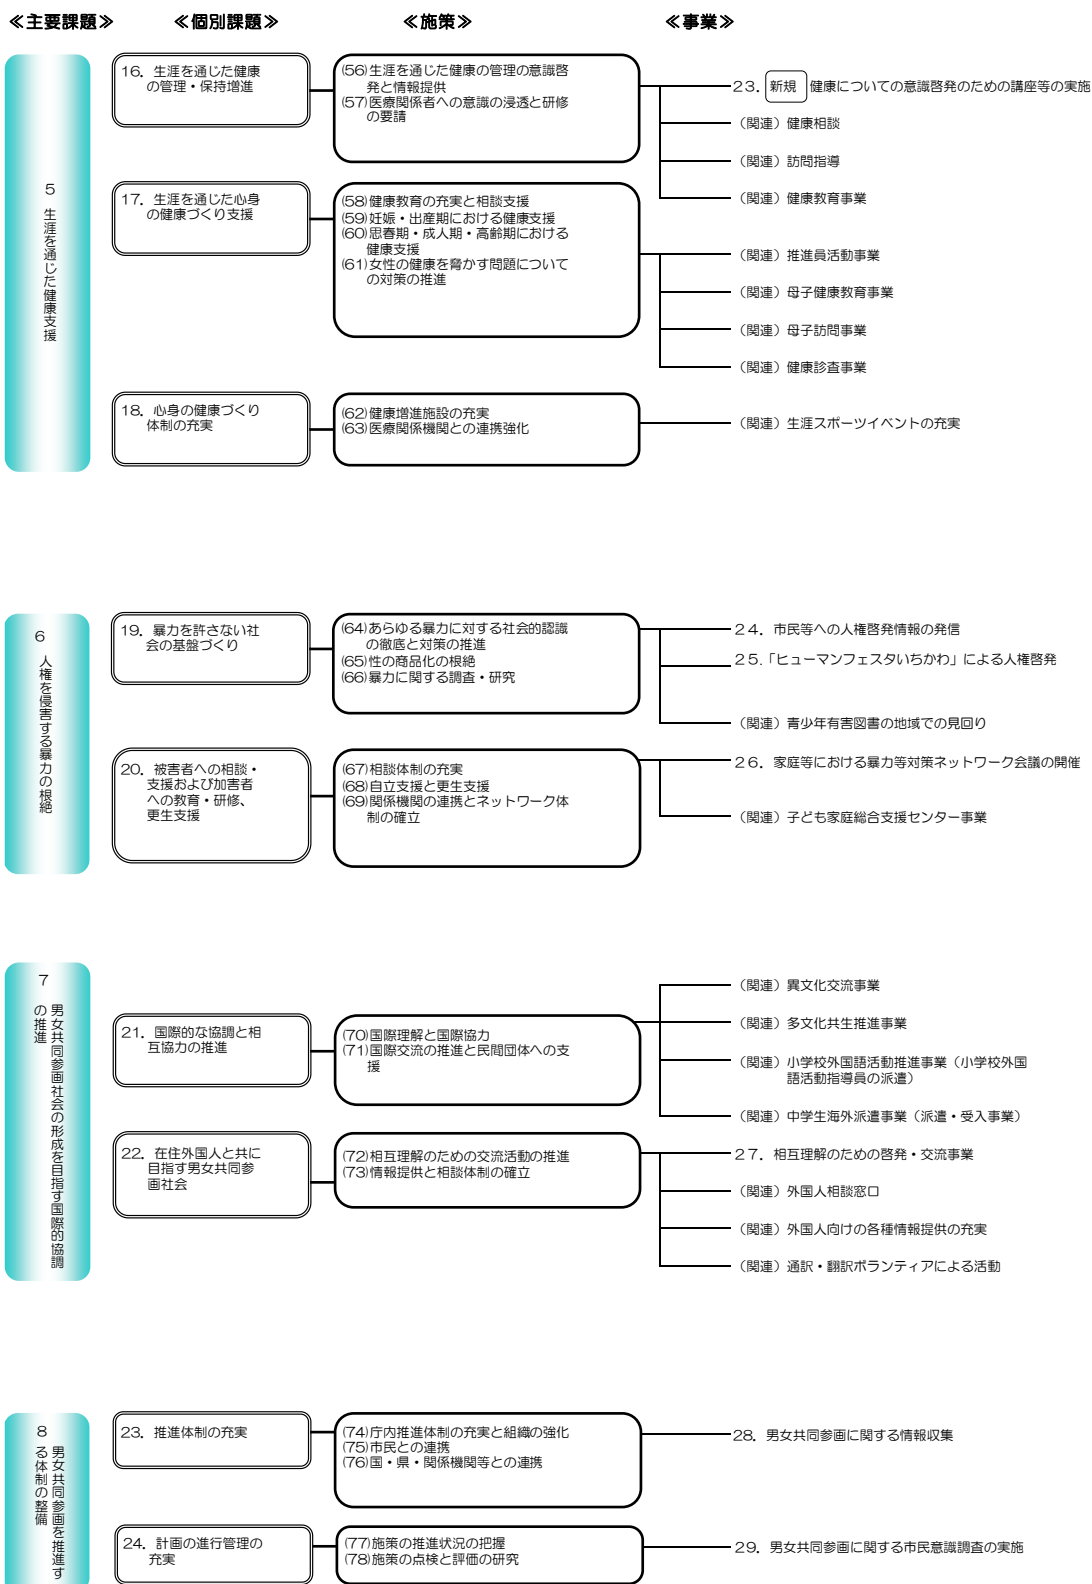 ≪主要課題≫ ≪個別課題≫ ≪施策≫ ≪事業≫
5 生涯を通じた健康支援
16．生涯を通じた健康
の管理・保持増進
(56)生涯を通じた健康の管理の意識啓
発と情報提供
(57)医療関係者への意識の浸透と研修
の要請
23．新規 健康についての意識啓発のための講座等の実施
（関連）健康相談
（関連）訪問指導
（関連）健康教育事業
17．生涯を通じた心身
の健康づくり支援
(58)健康教育の充実と相談支援
(59)妊娠・出産期における健康支援
(60)思春期・成人期・高齢期における
健康支援
(61)女性の健康を脅かす問題について
の対策の推進
（関連）推進員活動事業
（関連）母子健康教育事業
（関連）母子訪問事業
（関連）健康診査事業
18．心身の健康づくり
体制の充実
(62)健康増進施設の充実
(63)医療関係機関との連携強化
（関連）生涯スポーツイベントの充実
6 人権を侵害する暴力の根絶
19．暴力を許さない社
会の基盤づくり
(64)あらゆる暴力に対する社会的認識
の徹底と対策の推進
(65)性の商品化の根絶
(66)暴力に関する調査・研究
24．市民等への人権啓発情報の発信
25．「ヒューマンフェスタいちかわ」による人権啓発
（関連）青少年有害図書の地域での見回り
20．被害者への相談・
支援および加害者
への教育・研修、
更生支援
(67)相談体制の充実
(68)自立支援と更生支援
(69)関係機関の連携とネットワーク体
制の確立
26．家庭等における暴力等対策ネットワーク会議の開催
（関連）子ども家庭総合支援センター事業
7 男女共同参画社会の形成を目指す国際的協調
の推進
21．国際的な協調と相
互協力の推進
(70)国際理解と国際協力
(71)国際交流の推進と民間団体への支
援
（関連）異文化交流事業
（関連）多文化共生推進事業
（関連）小学校外国語活動推進事業（小学校外国
語活動指導員の派遣）
（関連）中学生海外派遣事業（派遣・受入事業）
22．在住外国人と共に
目指す男女共同参
画社会
(72)相互理解のための交流活動の推進
(73)情報提供と相談体制の確立
27．相互理解のための啓発・交流事業
（関連）外国人相談窓口
（関連）外国人向けの各種情報提供の充実
（関連）通訳・翻訳ボランティアによる活動
8 男女共同参画を推進す
る体制の整備
23．推進体制の充実
(74)庁内推進体制の充実と組織の強化
(75)市民との連携
(76)国・県・関係機関等との連携
28．男女共同参画に関する情報収集
24．計画の進行管理の
充実
(77)施策の推進状況の把握
(78)施策の点検と評価の研究
29．男女共同参画に関する市民意識調査の実施